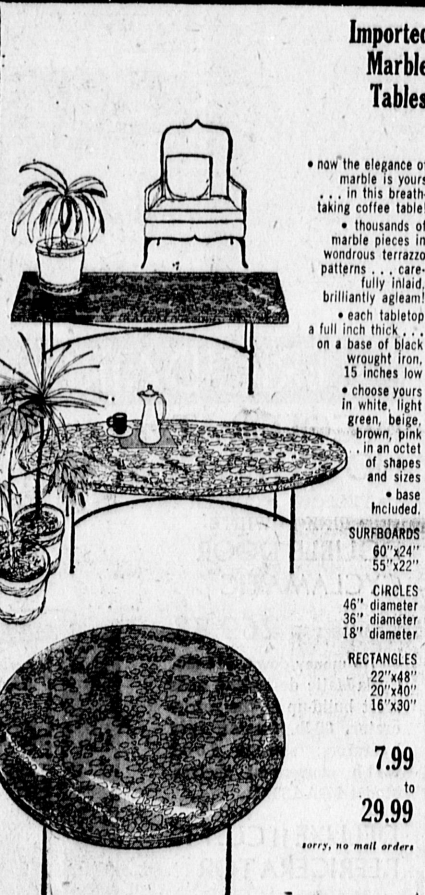 Imported
Marble
Tables
• now the elegance of
marble is yours
. . . in this breath-
taking coffee table!
• thousands of
marble pieces in
wondrous terrazzo
patterns . . . care-
fully inlaid,
brilliantly agleam!
• each tabletop
a full inch thick . . .
on a base of black
wrought iron,
15 inches low
• choose yours
in white, light
green, beige,
brown, pink
. . in an octet
of shapes
and sizes
• base
included.
SURFBOARDS
60"x24"
55"x22"
CIRCLES
46" diameter
36" diameter
18" diameter
RECTANGLES
22"x48"
20"x40"
16"x30"
7.99
to
29.99
sorry, no mail orders